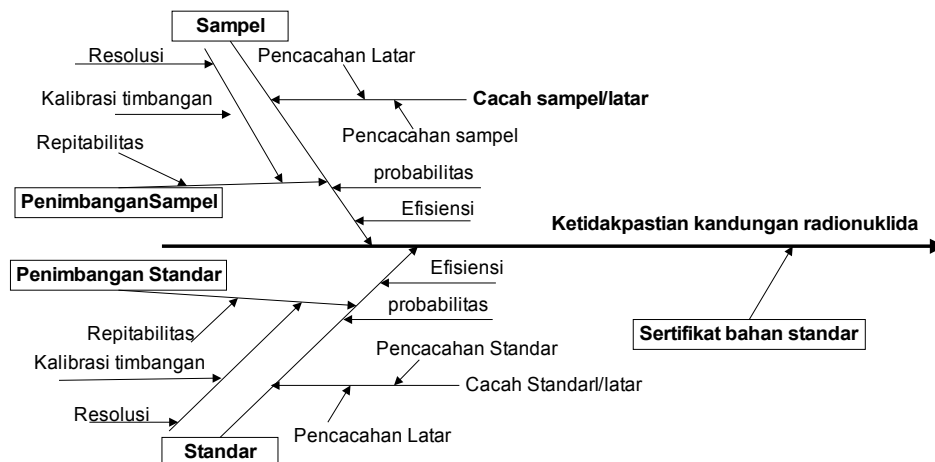 Sampel
Resolusi
Pencacahan Latar
Kalibrasi timbangan
Cacah sampel/latar
Pencacahan sampel
Repitabilitas
probabilitas
PenimbanganSampel
Efisiensi
Ketidakpastian kandungan radionuklida
Penimbangan Standar
Efisiensi
probabilitas
Repitabilitas
Sertifikat bahan standar
Pencacahan Standar
Kalibrasi timbangan
Cacah Standarl/latar
Resolusi
Pencacahan Latar
Standar